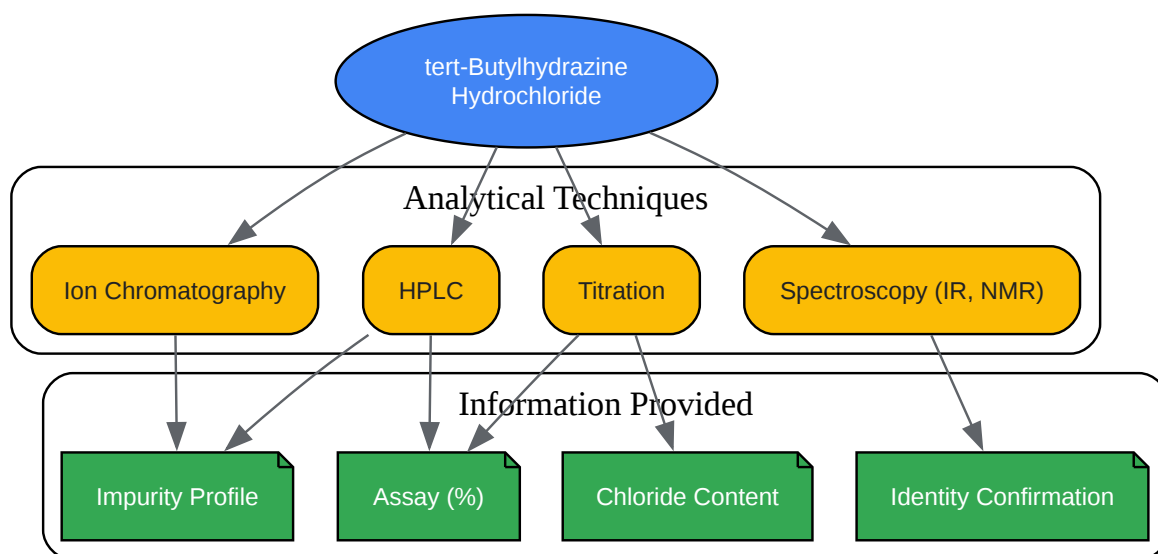 tert-Butylhydrazine
Hydrochloride
Analytical Techniques
Ion Chromatography
HPLC
Titration
Spectroscopy (IR, NMR)
Information Provided
Impurity Profile
Assay (%)
Chloride Content
Identity Confirmation